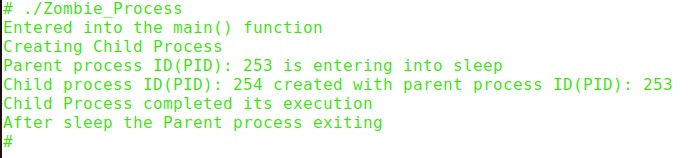 # ./Zombie_Process
Entered into the main() function
Creating Child Process
Parent process ID(PID): 253 is entering into sleep
Child process ID(PID): 254 created with parent process ID(PID): 253
Child Process completed its execution
After sleep the Parent process exiting
#